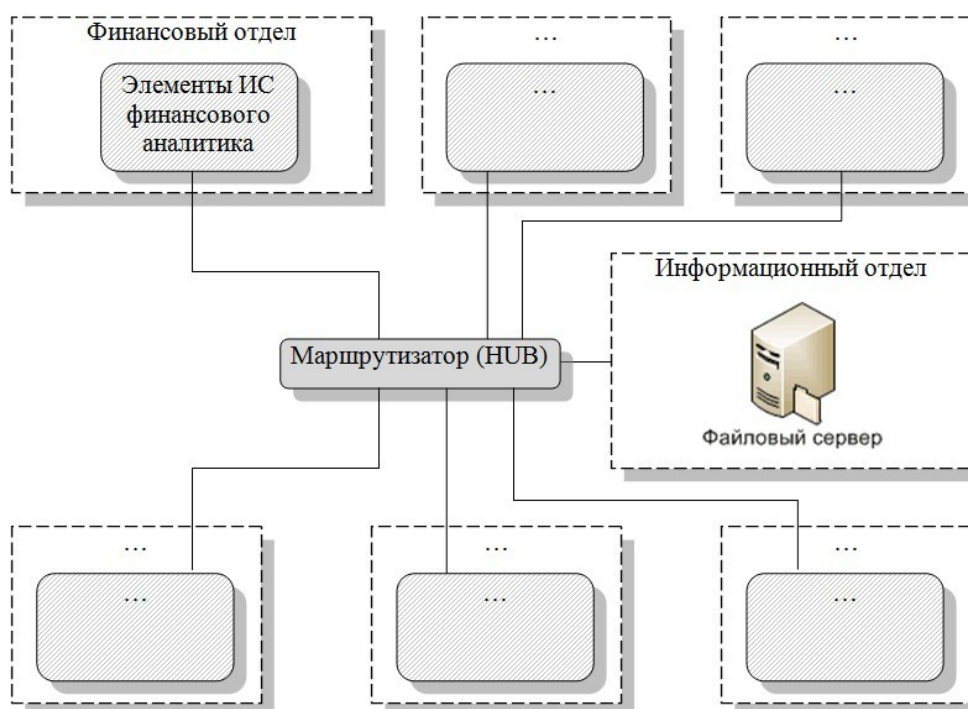 Финансовый отдел
Элементы ИС
финансового
аналитика
...
...
...
...
Информационный отдел
Маршрутизатор (HUB)
Файловый сервер
...
...
...
...
...
...